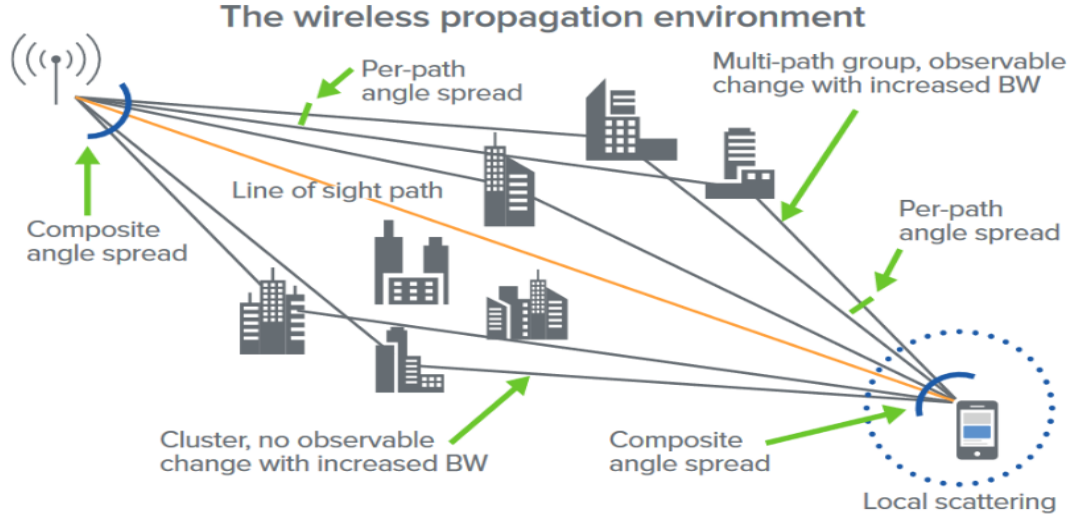 The wireless propagation environment
Per-path
angle spread
Multi-path group, observable
change with increased BW
Line of sight path
Composite
angle spread
Per-path
angle spread
Cluster, no observable
change with increased BW
Composite
angle spread
Local scattering